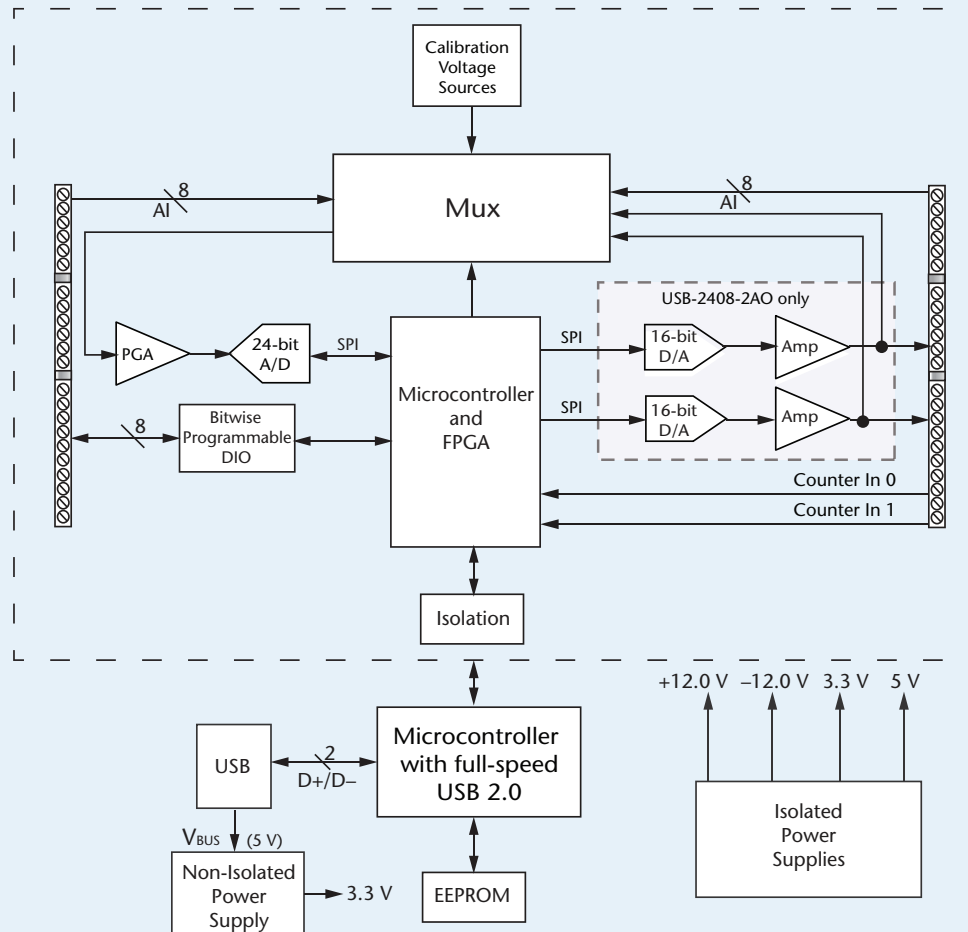 Calibration
Voltage
Sources
Mux
8
AI
8
AI
USB-2408-2AO only
PGA
24-bit
A/D
SPI
Microcontroller
and
FPGA
SPI
16-bit
D/A
Amp
SPI
16-bit
D/A
Amp
8
Bitwise
Programmable
DIO
Counter In 0
Counter In 1
Isolation
+12.0 V
–12.0 V
3.3 V
5 V
USB
2
D+/D–
Microcontroller
with full-speed
USB 2.0
Isolated
Power
Supplies
VBUS (5 V)
Non-Isolated
Power
Supply
3.3 V
EEPROM